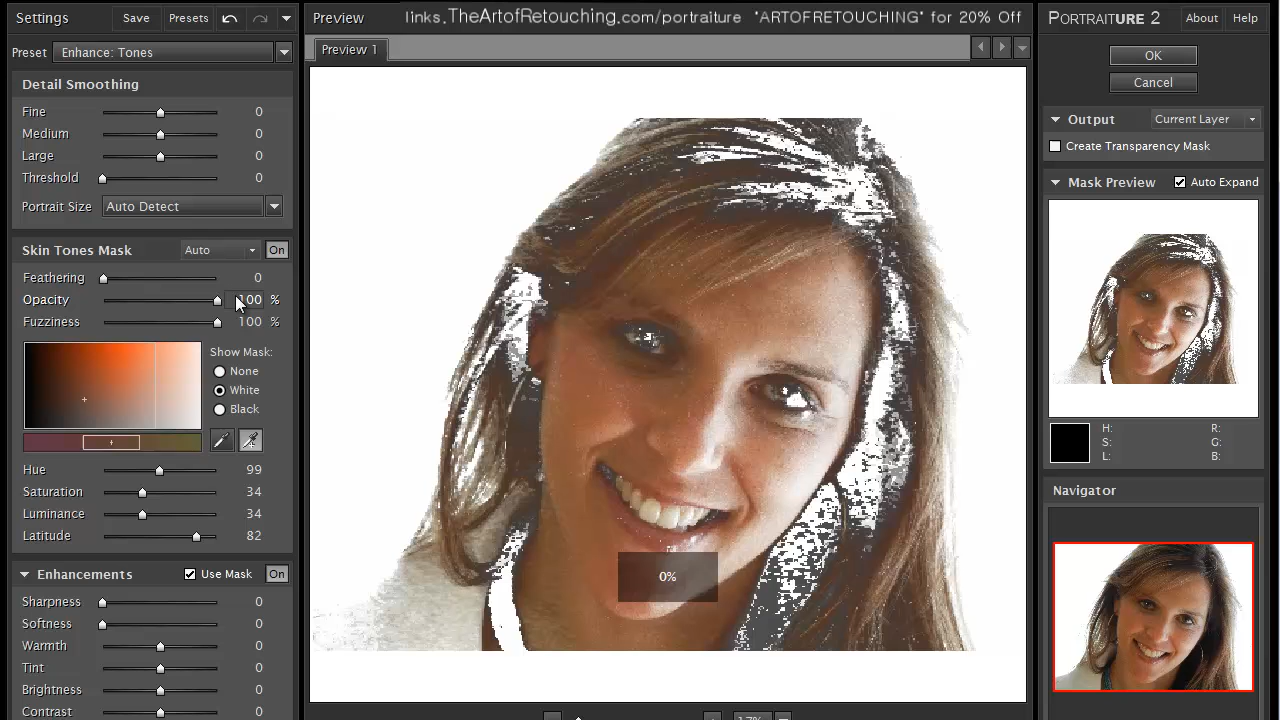 Settings
Save
Presets
Preview
links.TheArtofRetouching.com/portraiture "ARTOFRETOUCHING" for 20% Off
PORTRAITURE 2
About
Help
Preset
Enhance: Tones
Preview 1
OK
Cancel
Detail Smoothing
Fine 0
Medium 0
Large 0
Threshold 0
Portrait Size Auto Detect
Skin Tones Mask Auto On
Feathering 0
Opacity 100 %
Fuzziness 100 %
Show Mask:
None
White
Black
Hue 99
Saturation 34
Luminance 34
Latitude 82
Enhancements Use Mask On
Sharpness 0
Softness 0
Warmth 0
Tint 0
Brightness 0
Contrast 0
0%
17%
Output Current Layer
Create Transparency Mask
Mask Preview Auto Expand
H: R:
S: G:
L: B:
Navigator